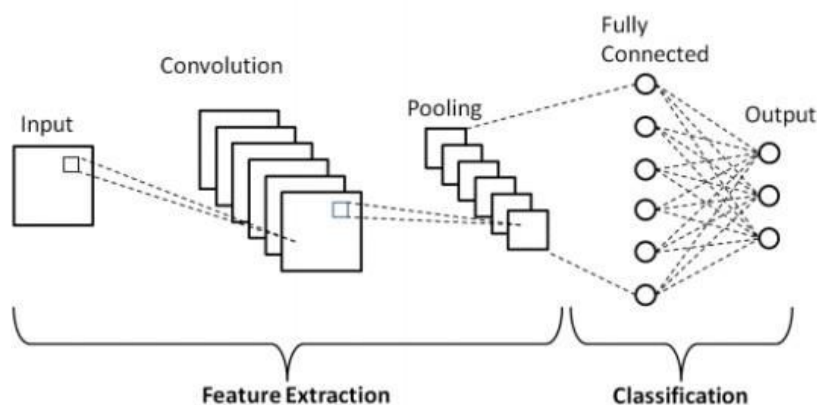 Fully
Connected
Convolution
Pooling
Output
Input
Feature Extraction
Classification